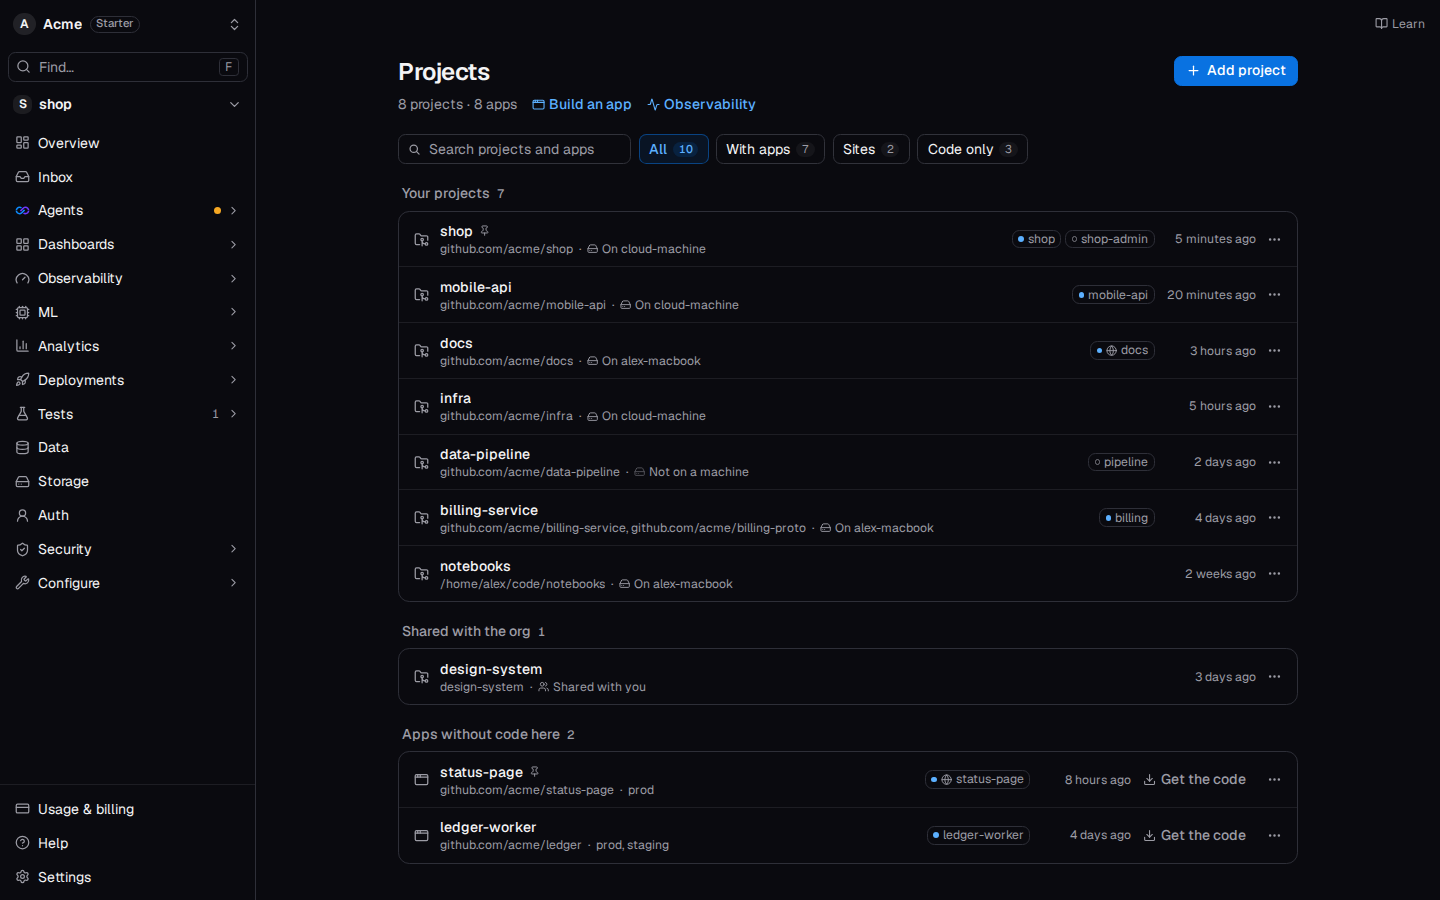 A Acme Starter
Learn
Find... F
S shop
Overview
Inbox
Agents
Dashboards
Observability
ML
Analytics
Deployments
Tests 1
Data
Storage
Auth
Security
Configure
Usage & billing
Help
Settings
Projects
Add project
8 projects · 8 apps Build an app Observability
Search projects and apps All 10 With apps 7 Sites 2 Code only 3
Your projects 7
shop
github.com/acme/shop · On cloud-machine
shop shop-admin 5 minutes ago
mobile-api
github.com/acme/mobile-api · On cloud-machine
mobile-api 20 minutes ago
docs
github.com/acme/docs · On alex-macbook
docs 3 hours ago
infra
github.com/acme/infra · On cloud-machine
5 hours ago
data-pipeline
github.com/acme/data-pipeline · Not on a machine
pipeline 2 days ago
billing-service
github.com/acme/billing-service, github.com/acme/billing-proto · On alex-macbook
billing 4 days ago
notebooks
/home/alex/code/notebooks · On alex-macbook
2 weeks ago
Shared with the org 1
design-system
design-system · Shared with you
3 days ago
Apps without code here 2
status-page
github.com/acme/status-page · prod
status-page 8 hours ago Get the code
ledger-worker
github.com/acme/ledger · prod, staging
ledger-worker 4 days ago Get the code